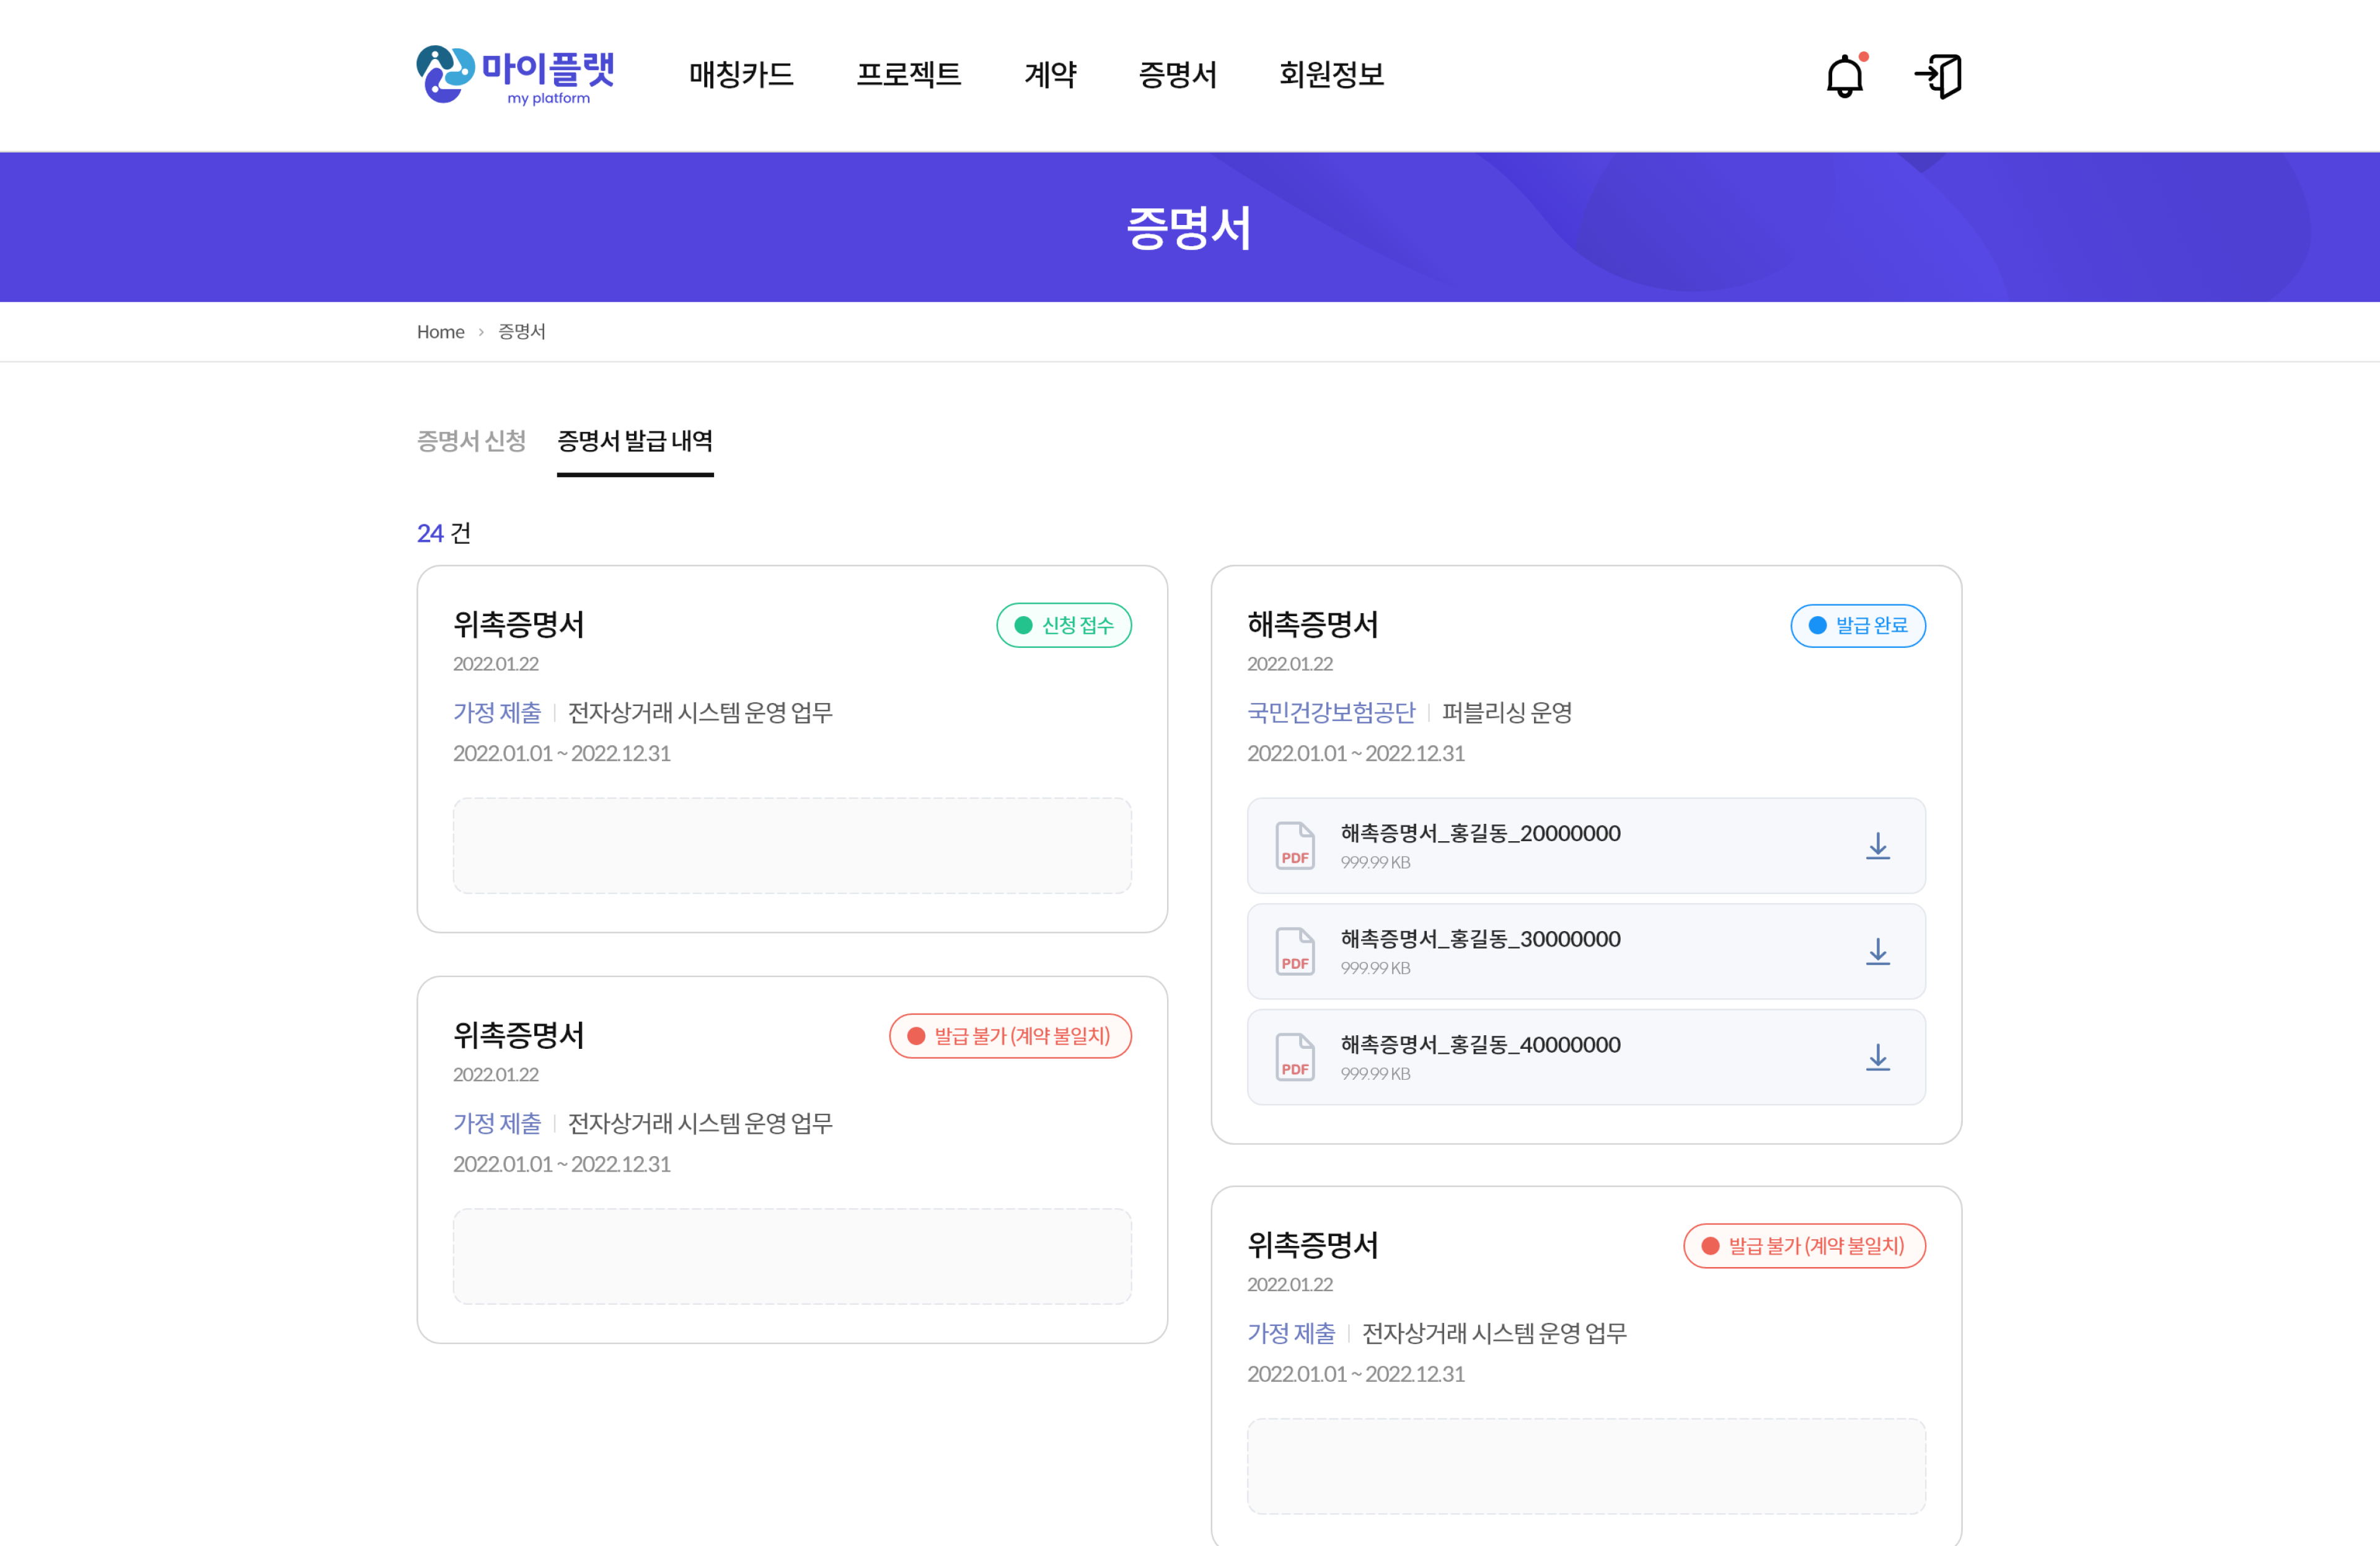 마이플랫
my platform
매칭카드 프로젝트 계약 증명서 회원정보
증명서
Home › 증명서
증명서 신청 증명서 발급 내역
24 건
위촉증명서 신청 접수
2022.01.22
가정 제출 전자상거래 시스템 운영 업무
2022.01.01 ~ 2022.12.31
위촉증명서 발급 불가 (계약 불일치)
2022.01.22
가정 제출 전자상거래 시스템 운영 업무
2022.01.01 ~ 2022.12.31
해촉증명서 발급 완료
2022.01.22
국민건강보험공단 퍼블리싱 운영
2022.01.01 ~ 2022.12.31
PDF 해촉증명서_홍길동_20000000
999.99 KB
PDF 해촉증명서_홍길동_30000000
999.99 KB
PDF 해촉증명서_홍길동_40000000
999.99 KB
위촉증명서 발급 불가 (계약 불일치)
2022.01.22
가정 제출 전자상거래 시스템 운영 업무
2022.01.01 ~ 2022.12.31